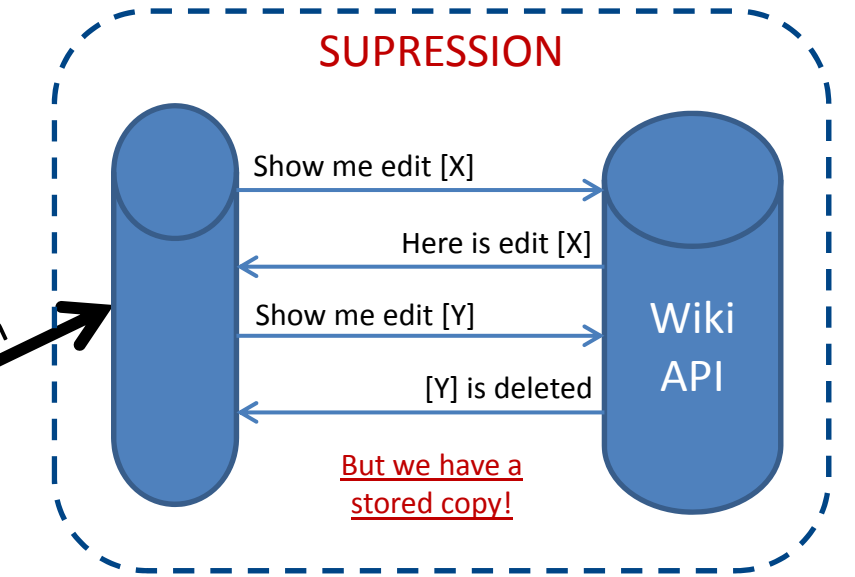 SUPRESSION
Show me edit [X]
Here is edit [X]
Show me edit [Y]
[Y] is deleted
Wiki
API
But we have a
stored copy!